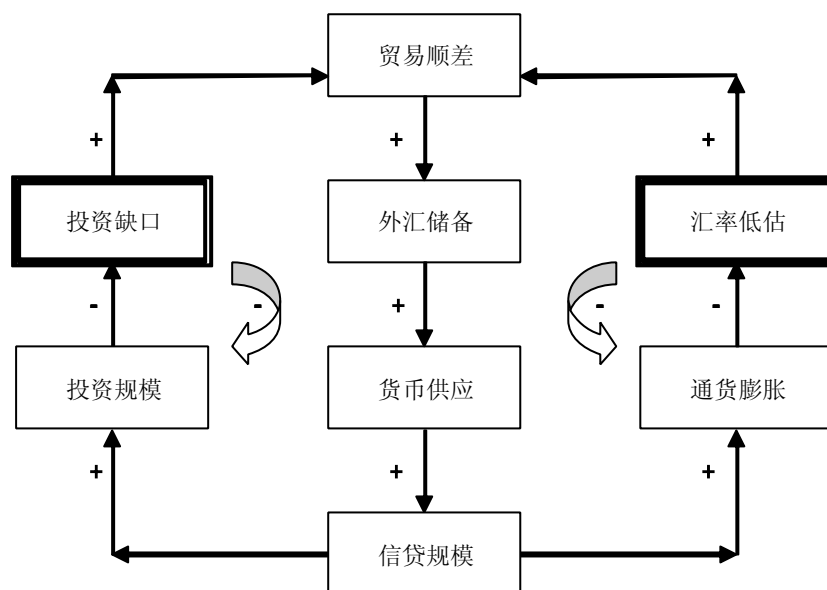 贸易顺差
+
+
+
投资缺口
外汇储备
汇率低估
-
-
+
-
-
投资规模
货币供应
通货膨胀
+
+
+
信贷规模